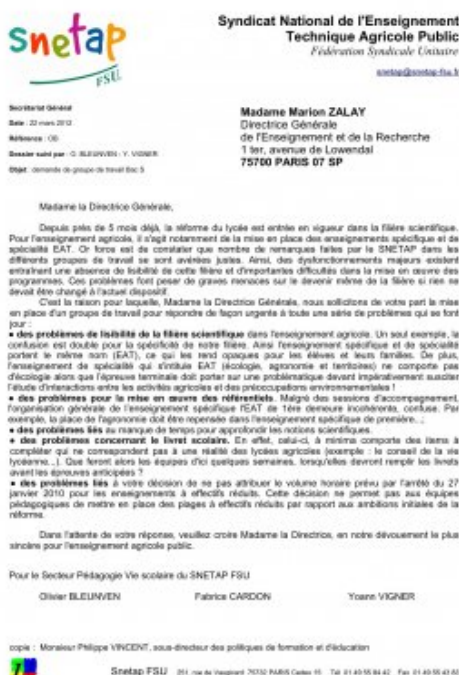 snetap
FSU
Syndicat National de l'Enseignement
Technique Agricole Public
Fédération Syndicale Unitaire
snetap@snetap-fsu.fr
Secrétariat Général
Date : 22 mars 2012
Référence : OB
Dossier suivi par : O. BLEUNVEN - Y. VIGNER
Objet : demande de groupe de travail Bac S
Madame Marion ZALAY
Directrice Générale
de l'Enseignement et de la Recherche
1 ter, avenue de Lowendal
75700 PARIS 07 SP
Madame la Directrice Générale,
Depuis près de 5 mois déjà, la réforme du lycée est entrée en vigueur dans la filière scientifique.
Pour l'enseignement agricole, il s'agit notamment de la mise en place des enseignements spécifique et de
spécialité EAT. Or force est de constater que nombre de remarques faites par le SNETAP dans les
différents groupes de travail se sont avérées justes. Ainsi, des dysfonctionnements majeurs existent
entraînant une absence de lisibilité de cette filière et d'importantes difficultés dans la mise en œuvre des
programmes. Ces problèmes font peser de graves menaces sur le devenir même de la filière si rien ne
devait être changé à l'actuel dispositif.
C'est la raison pour laquelle, Madame la Directrice Générale, nous sollicitons de votre part la mise
en place d'un groupe de travail pour répondre de façon urgente à toute une série de problèmes qui se font
jour :
• des problèmes de lisibilité de la filière scientifique dans l'enseignement agricole. Un seul exemple, la
confusion est double pour la spécificité de notre filière. Ainsi l'enseignement spécifique et de spécialité
portent le même nom (EAT), ce qui les rend opaques pour les élèves et leurs familles. De plus,
l'enseignement de spécialité qui s'intitule EAT (écologie, agronomie et territoires) ne comporte pas
d'écologie alors que l'épreuve terminale doit porter sur une problématique devant impérativement susciter
l'étude d'interactions entre les activités agricoles et des préoccupations environnementales !
• des problèmes pour la mise en œuvre des référentiels. Malgré des sessions d'accompagnement,
l'organisation générale de l'enseignement spécifique l'EAT de 1ère demeure incohérente, confuse. Par
exemple, la place de l'agronomie doit être repensée dans l'enseignement spécifique de première...;
• des problèmes liés au manque de temps pour approfondir les notions scientifiques.
• des problèmes concernant le livret scolaire. En effet, celui-ci, à minima comporte des items à
compléter qui ne correspondent pas à une réalité des lycées agricoles (exemple : le conseil de la vie
lycéenne...). Que feront alors les équipes d'ici quelques semaines, lorsqu'elles devront remplir les livrets
avant les épreuves anticipées ?
• des problèmes liés à votre décision de ne pas attribuer le volume horaire prévu par l'arrêté du 27
janvier 2010 pour les enseignements à effectifs réduits. Cette décision ne permet pas aux équipes
pédagogiques de mettre en place des plages à effectifs réduits par rapport aux ambitions initiales de la
réforme.
Dans l'attente de votre réponse, veuillez croire Madame la Directrice, en notre dévouement le plus
sincère pour l'enseignement agricole public.
Pour le Secteur Pédagogie Vie scolaire du SNETAP FSU
Olivier BLEUNVEN Fabrice CARDON Yoann VIGNER
copie : Monsieur Philippe VINCENT, sous-directeur des politiques de formation et d'éducation
Snetap FSU 251, rue de Vaugirard 75732 PARIS Cedex 15